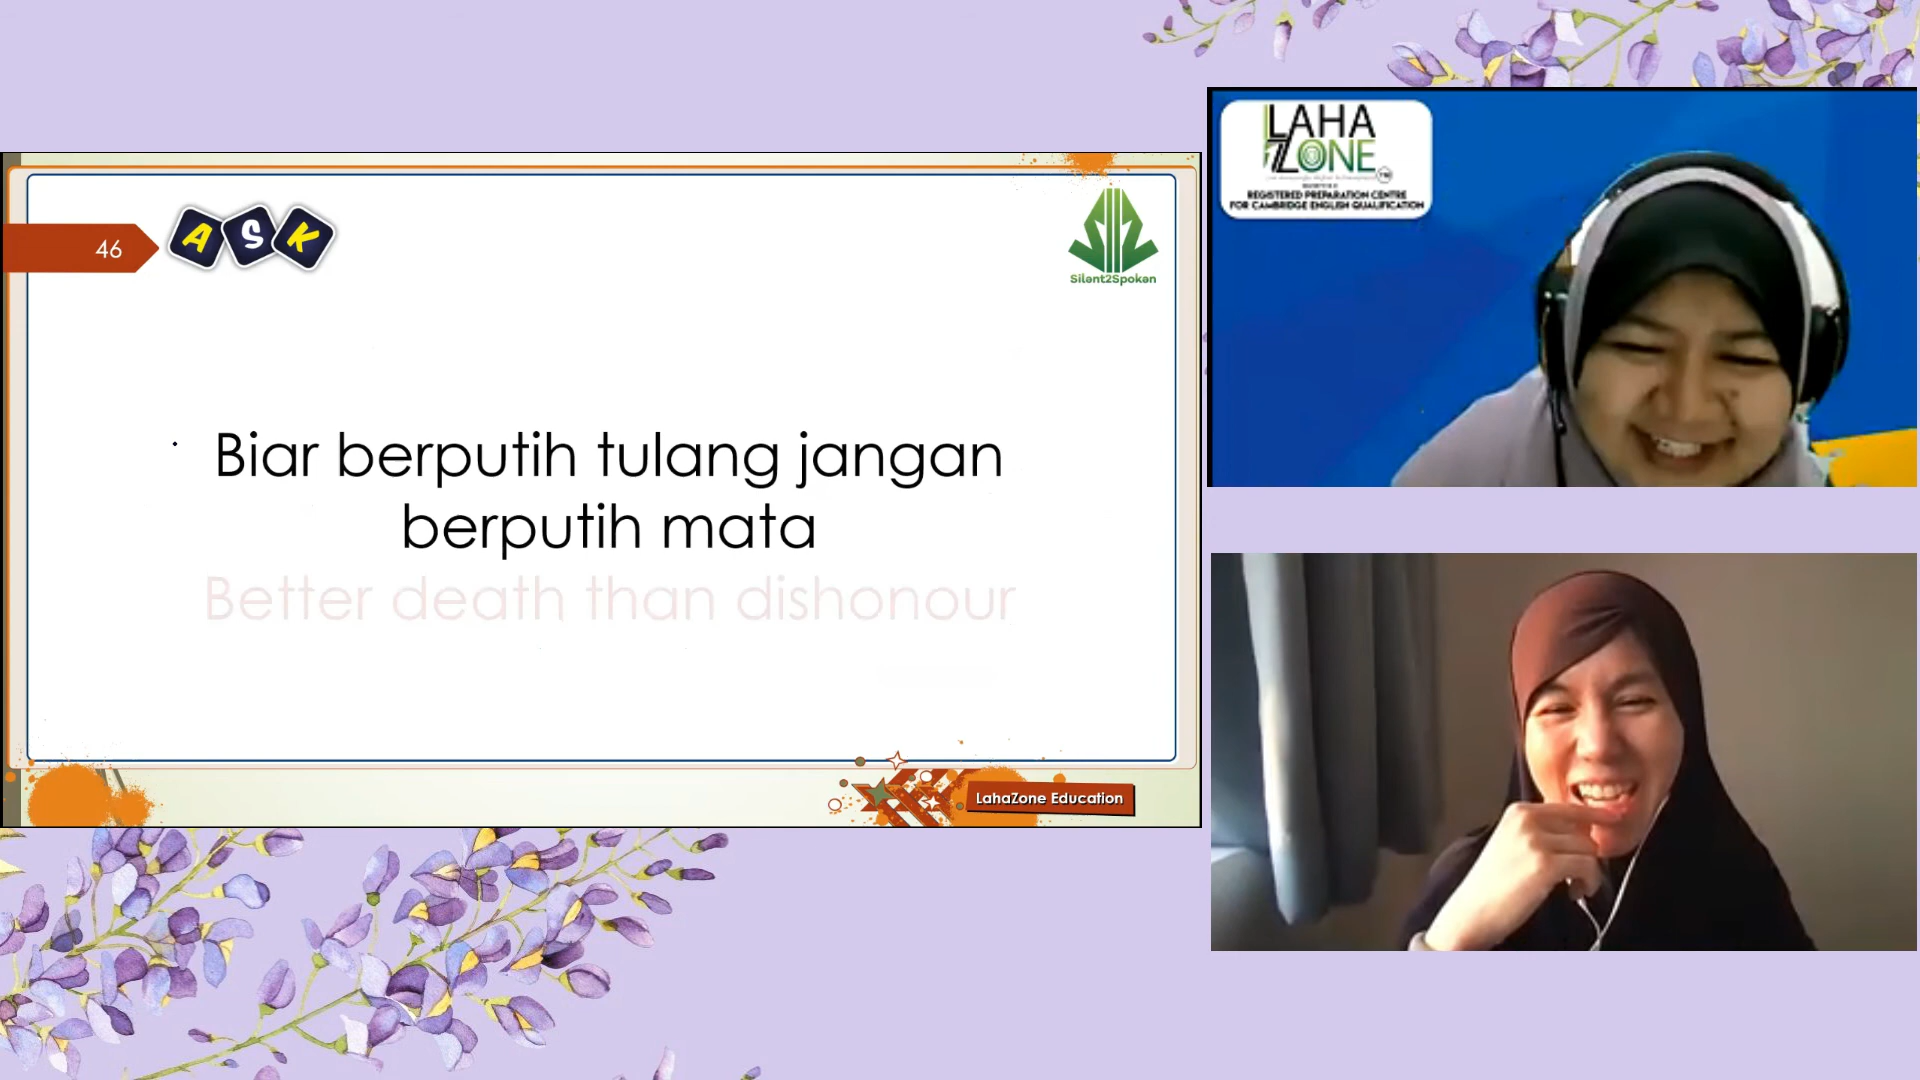 46
ASK
Silent2Spoken
Biar berputih tulang jangan
berputih mata
Better death than dishonour
LahaZone Education
LAHA
ZONE
REGISTERED PREPARATION CENTRE
FOR CAMBRIDGE ENGLISH QUALIFICATION